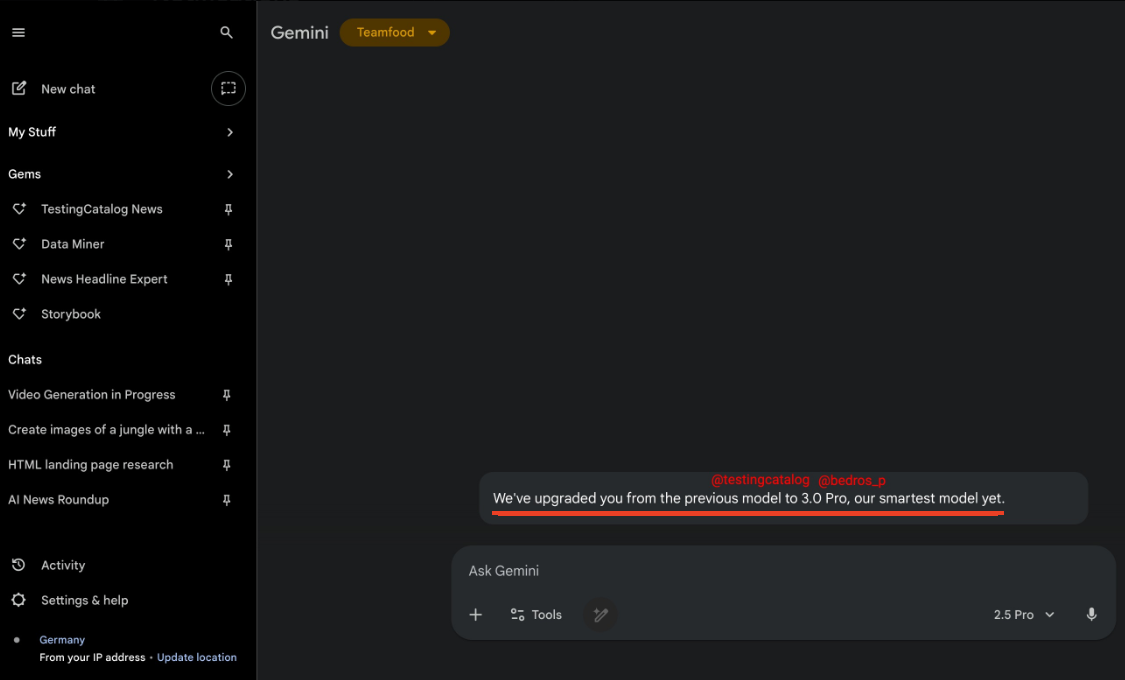 Gemini
Teamfood
New chat
My Stuff
Gems
TestingCatalog News
Data Miner
News Headline Expert
Storybook
Chats
Video Generation in Progress
Create images of a jungle with a ...
HTML landing page research
AI News Roundup
Activity
Settings & help
Germany
From your IP address • Update location
@testingcatalog @bedros_p
We've upgraded you from the previous model to 3.0 Pro, our smartest model yet.
Ask Gemini
Tools
2.5 Pro